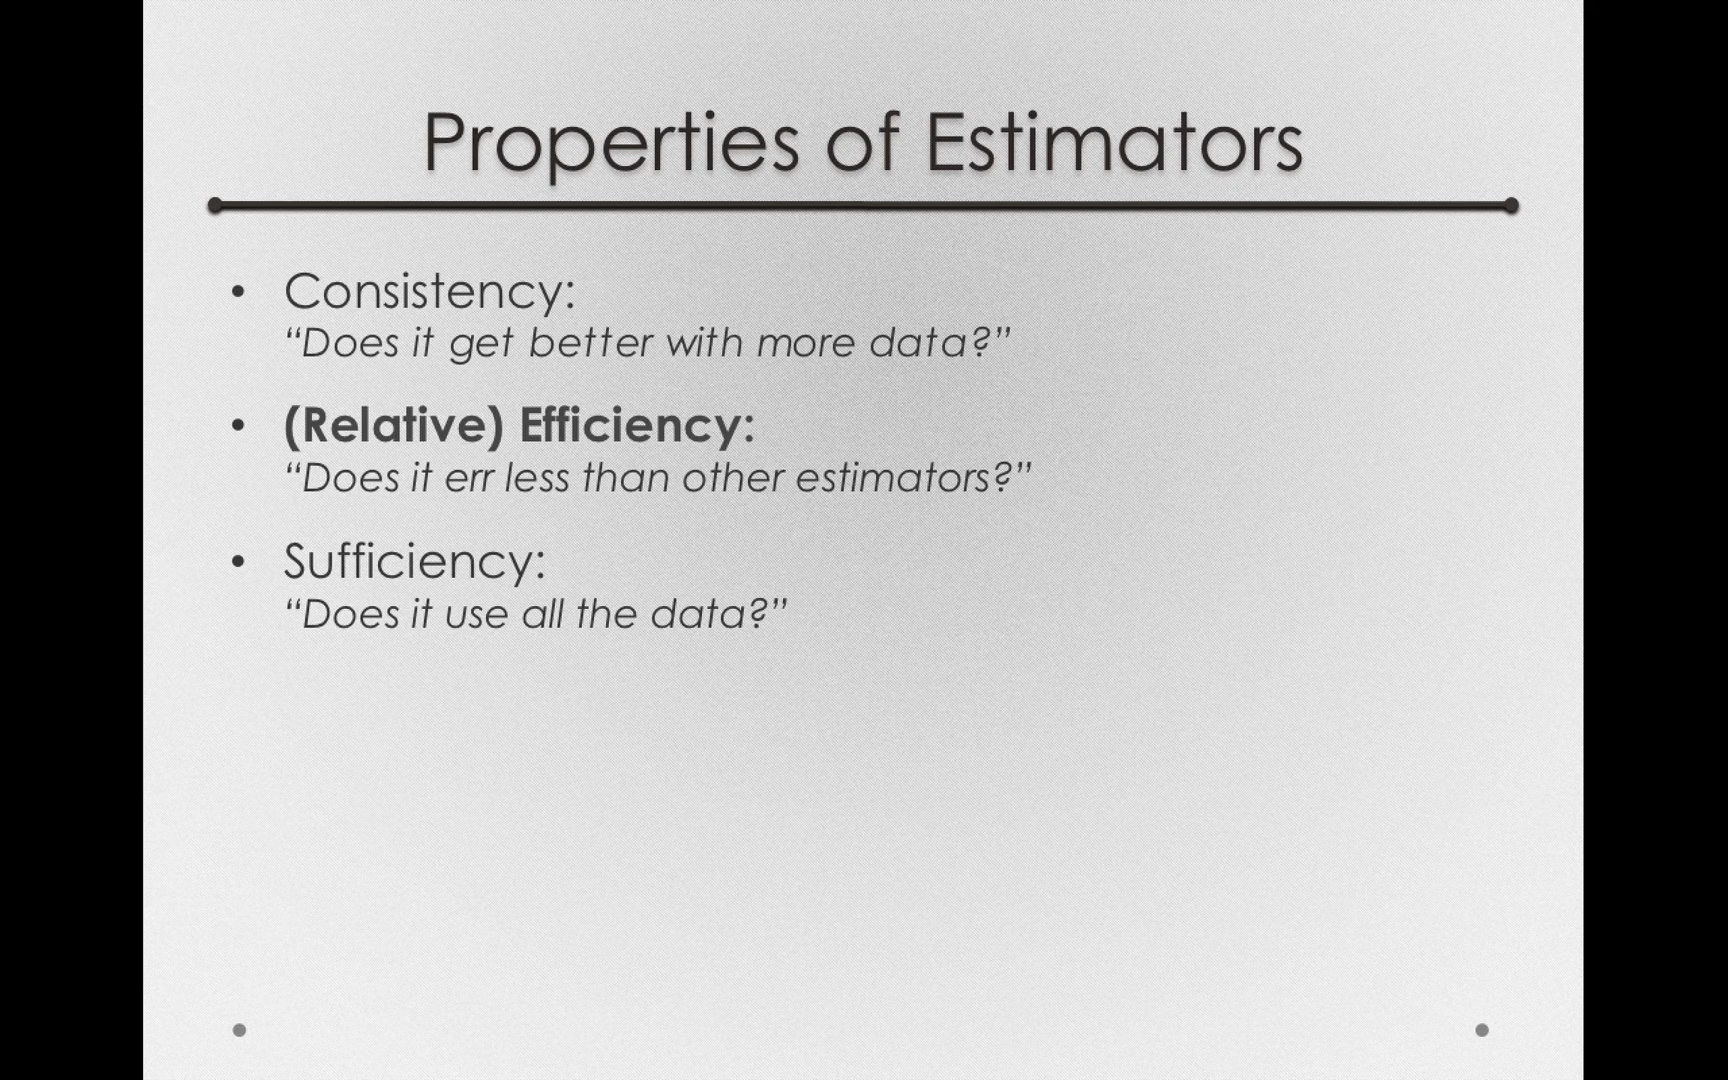 Properties of Estimators
• Consistency:
“Does it get better with more data?”
• (Relative) Efficiency:
“Does it err less than other estimators?”
• Sufficiency:
“Does it use all the data?”